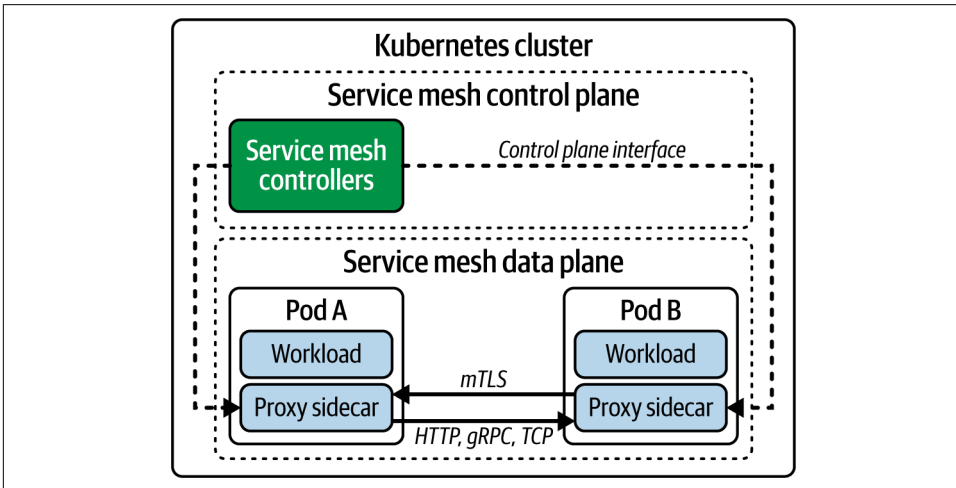 Kubernetes cluster
Service mesh control plane
Service mesh
controllers
Control plane interface
Service mesh data plane
Pod A
Workload
Proxy sidecar
mTLS
HTTP, gRPC, TCP
Pod B
Workload
Proxy sidecar